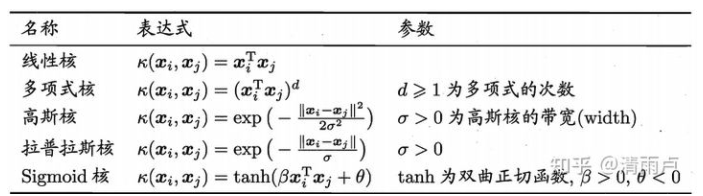 名称 表达式 参数
线性核 κ(xᵢ, xⱼ) = xᵢᵀxⱼ
多项式核 κ(xᵢ, xⱼ) = (xᵢᵀxⱼ)ᵈ d ⩾ 1 为多项式的次数
高斯核 κ(xᵢ, xⱼ) = exp(−‖xᵢ−xⱼ‖²/2σ²) σ > 0 为高斯核的带宽(width)
拉普拉斯核 κ(xᵢ, xⱼ) = exp(−‖xᵢ−xⱼ‖/σ) σ > 0
Sigmoid 核 κ(xᵢ, xⱼ) = tanh(βxᵢᵀxⱼ + θ) tanh 为双曲正切函数, β > 0, θ < 0
知乎 @清雨卢